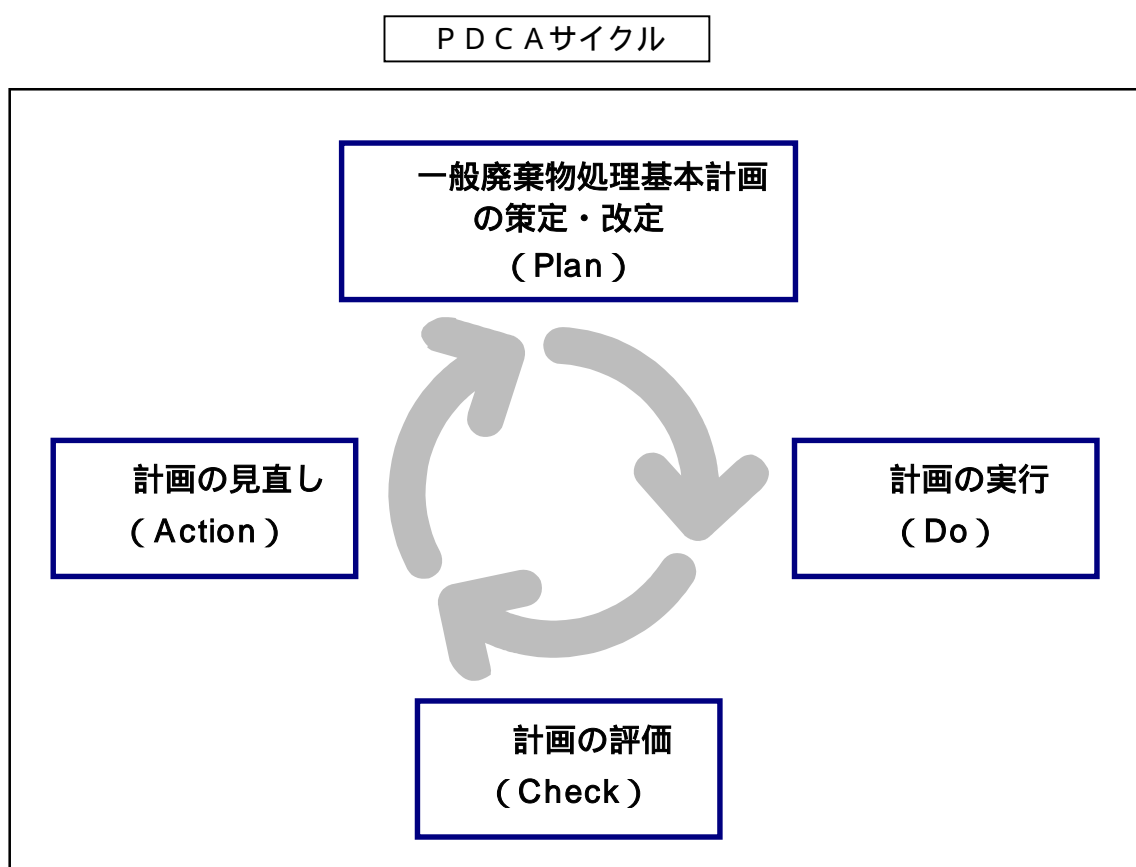 ＰＤＣＡサイクル
一般廃棄物処理基本計画
の策定・改定
（Plan）
計画の見直し
（Action）
計画の実行
（Do）
計画の評価
（Check）